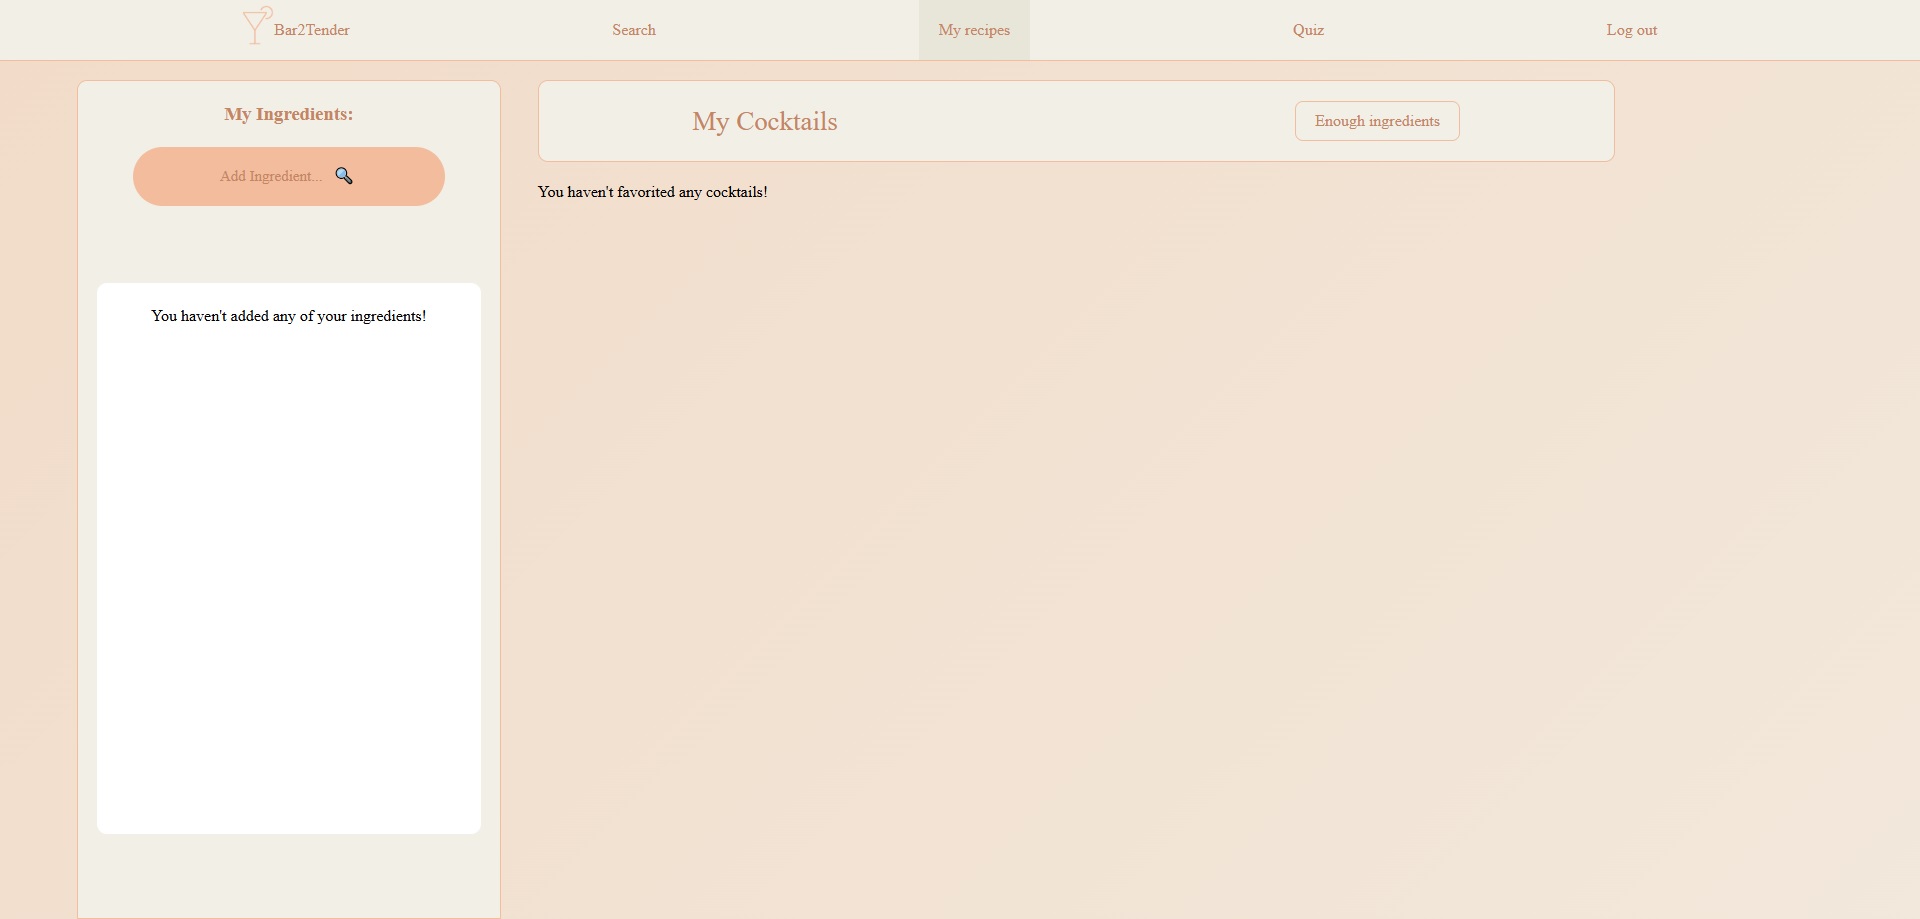 Bar2Tender
Search
My recipes
Quiz
Log out
My Ingredients:
Add Ingredient...
You haven't added any of your ingredients!
My Cocktails
Enough ingredients
You haven't favorited any cocktails!